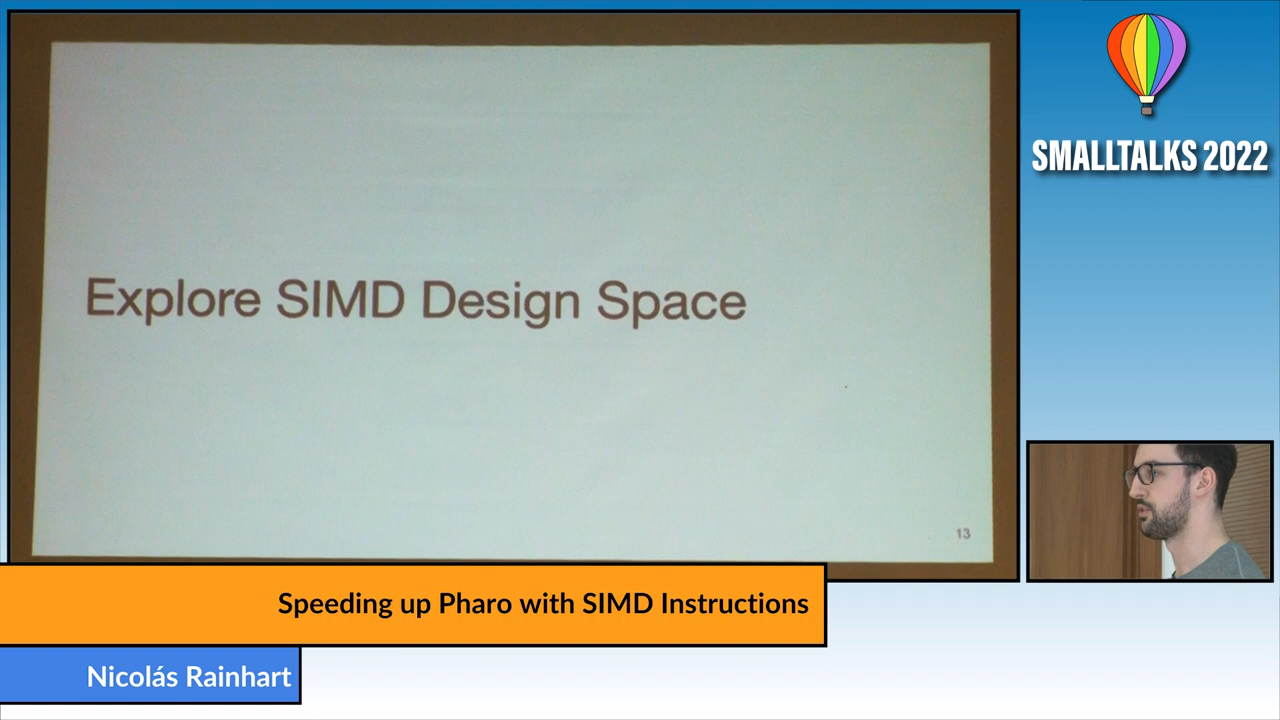 Explore SIMD Design Space
13
SMALLTALKS 2022
Speeding up Pharo with SIMD Instructions
Nicolás Rainhart